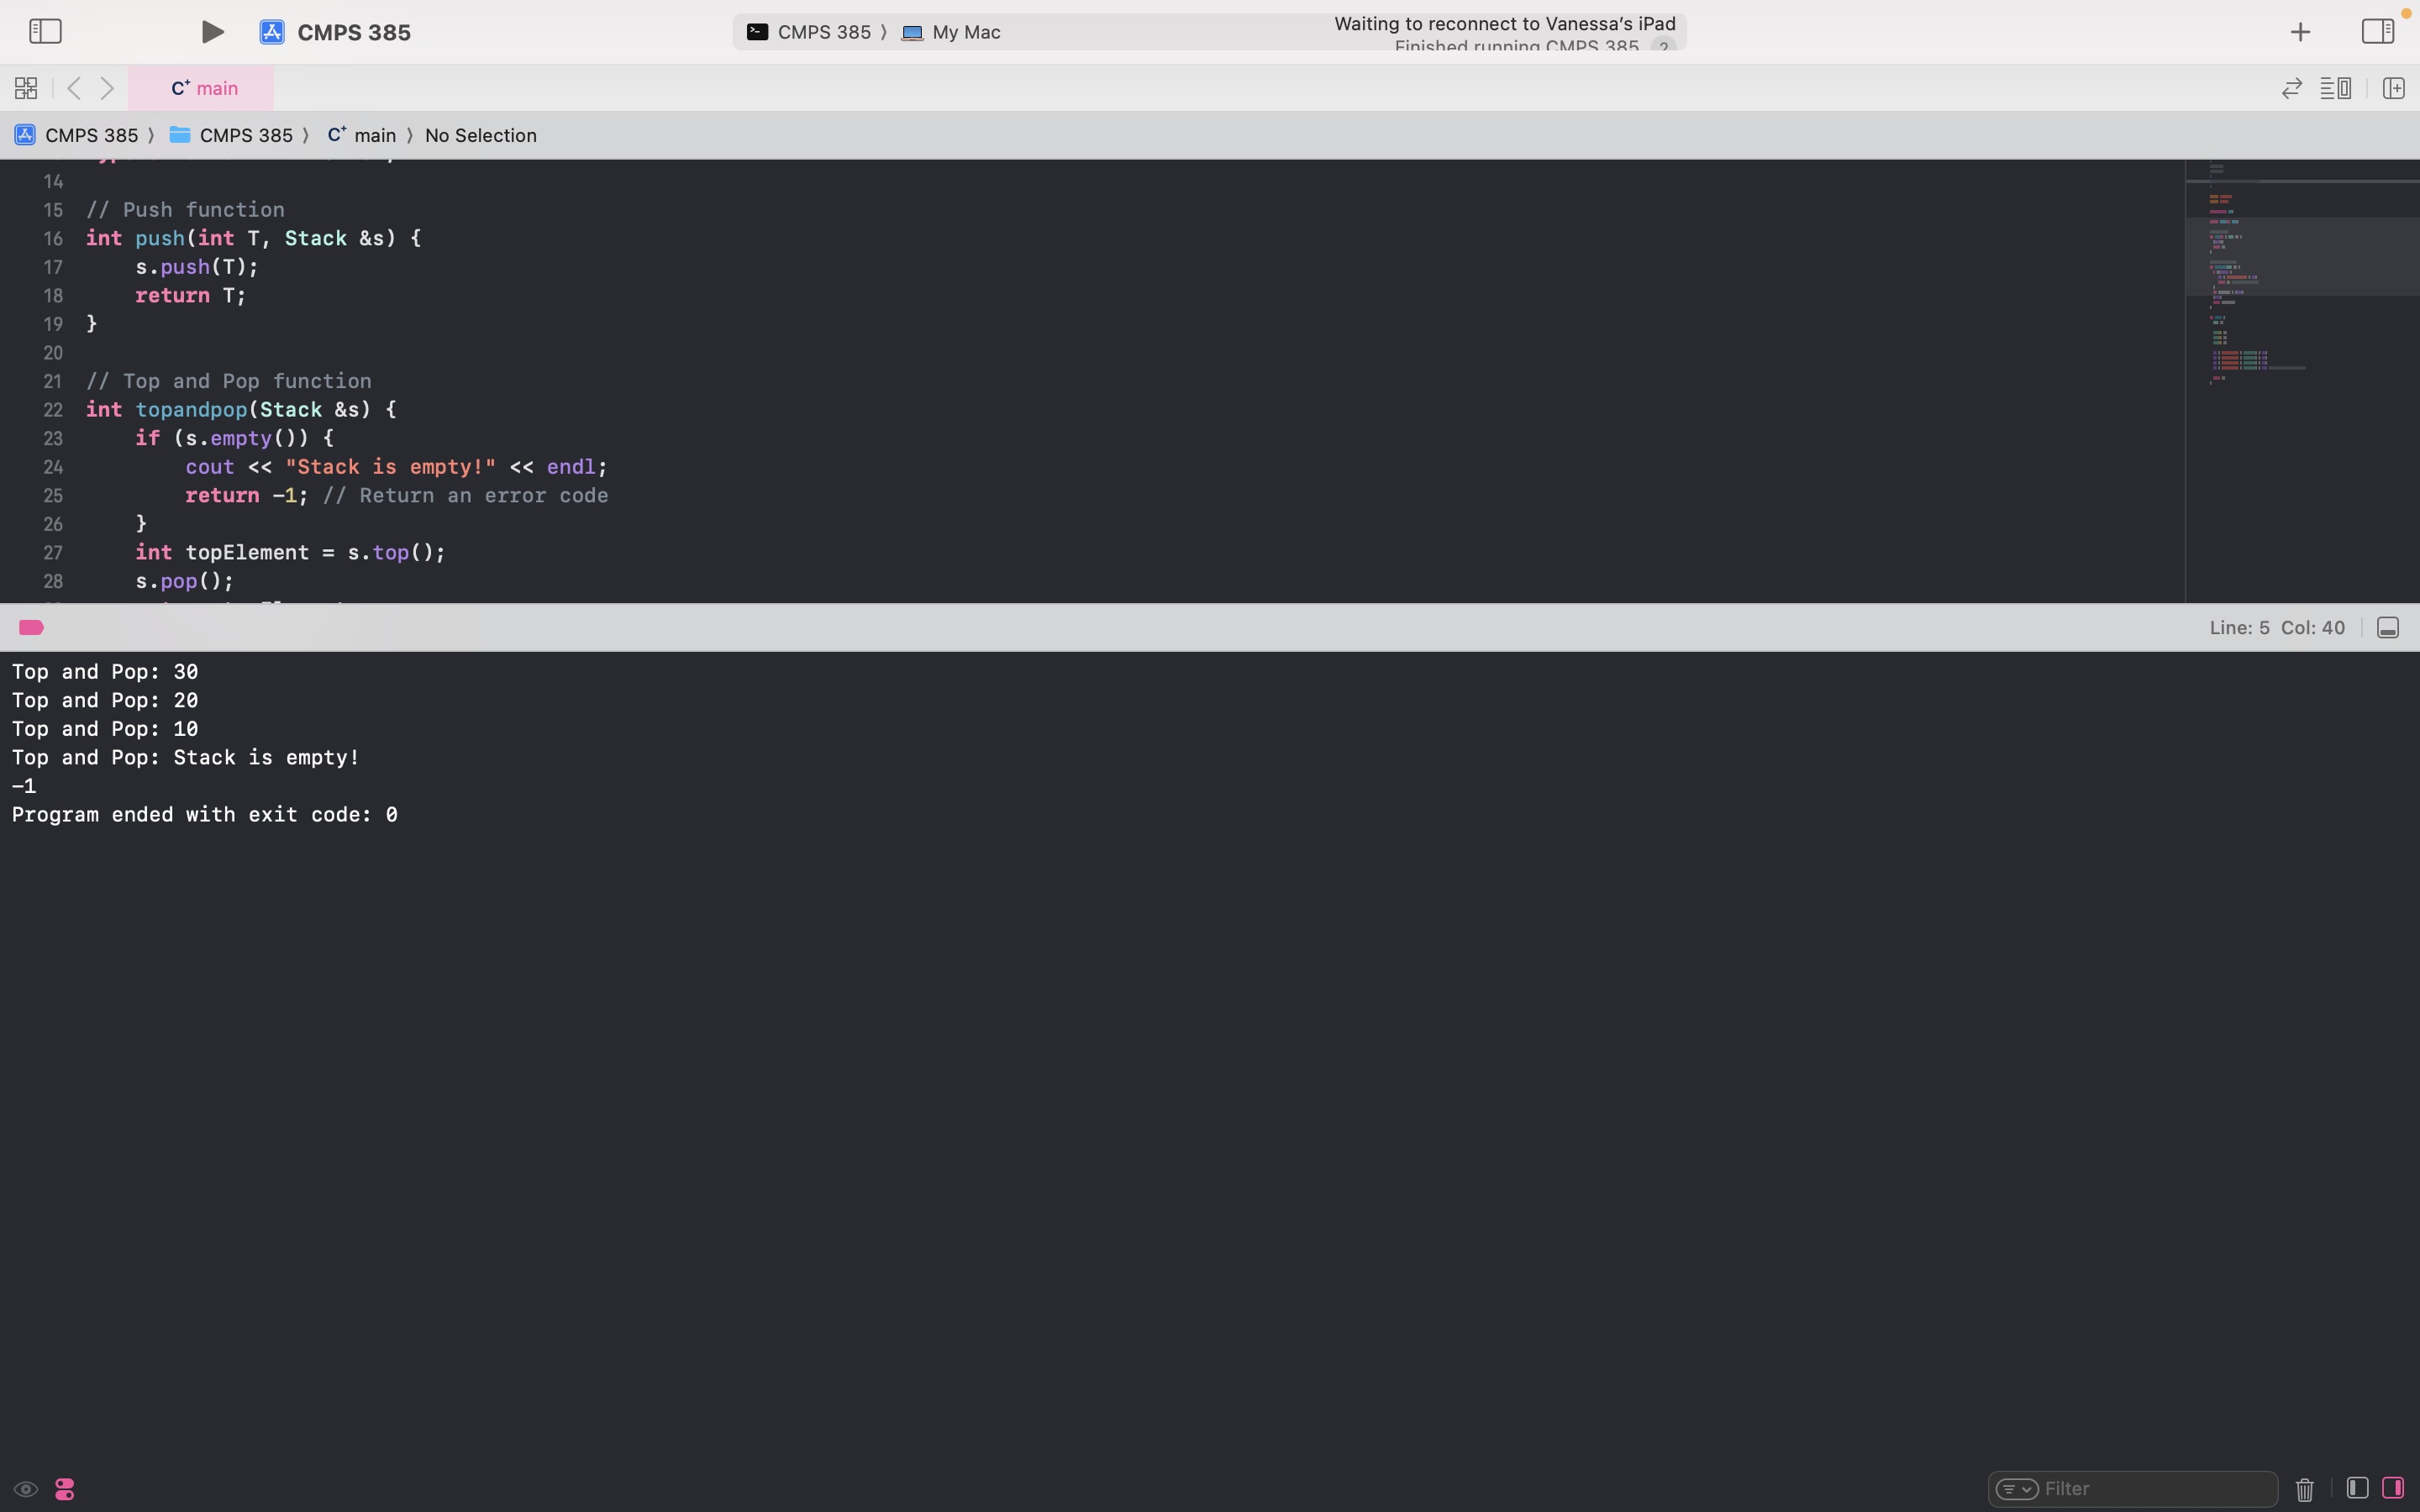 CMPS 385
CMPS 385 ⟩ My Mac
Waiting to reconnect to Vanessa's iPad
Finished running CMPS 385 2
C+ main
CMPS 385 ⟩ CMPS 385 ⟩ C+ main ⟩ No Selection
14
15 // Push function
16 int push(int T, Stack &s) {
17     s.push(T);
18     return T;
19 }
20
21 // Top and Pop function
22 int topandpop(Stack &s) {
23     if (s.empty()) {
24         cout << "Stack is empty!" << endl;
25         return -1; // Return an error code
26     }
27     int topElement = s.top();
28     s.pop();
Line: 5 Col: 40
Top and Pop: 30
Top and Pop: 20
Top and Pop: 10
Top and Pop: Stack is empty!
-1
Program ended with exit code: 0
Filter